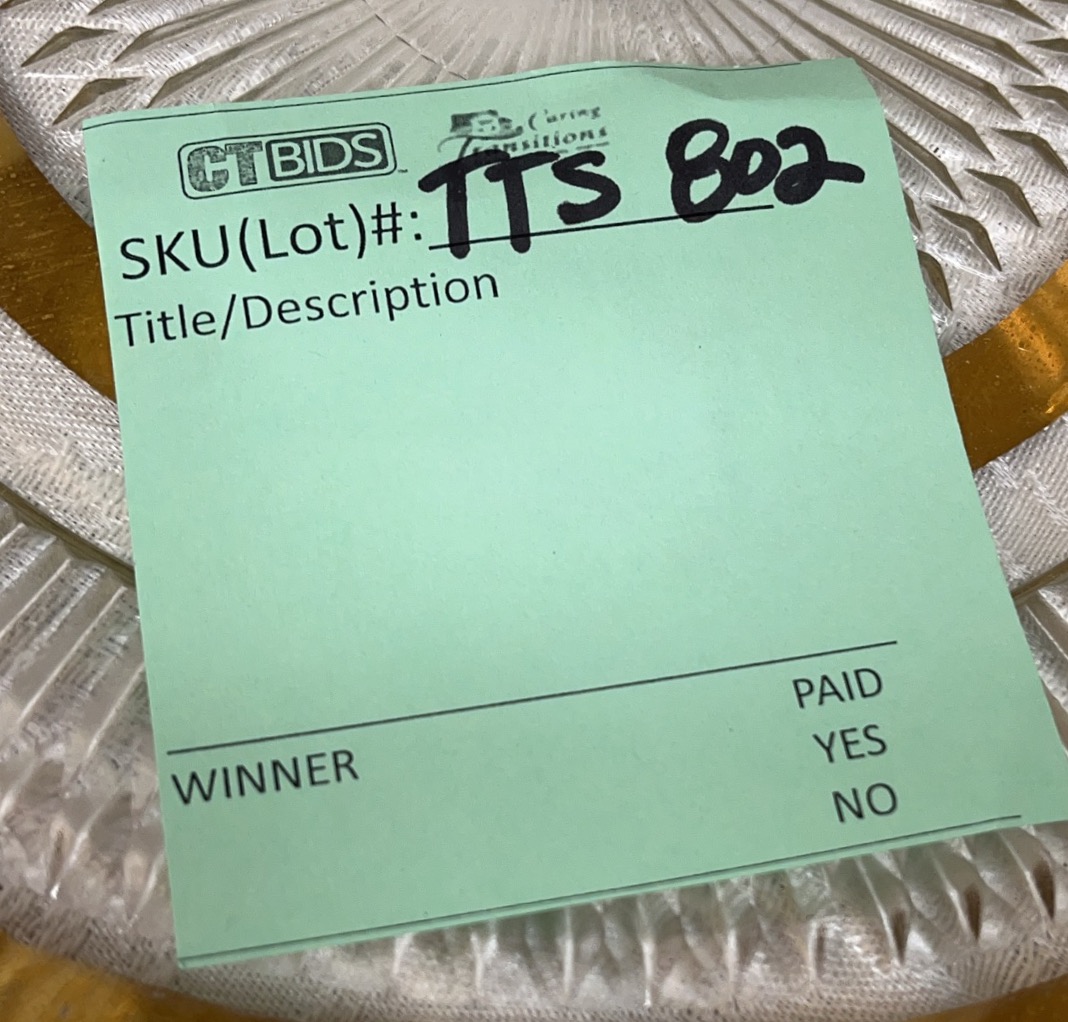 CTBIDS
Caring
Transitions
SKU(Lot)#: TTS 802
Title/Description
PAID
YES
WINNER
NO